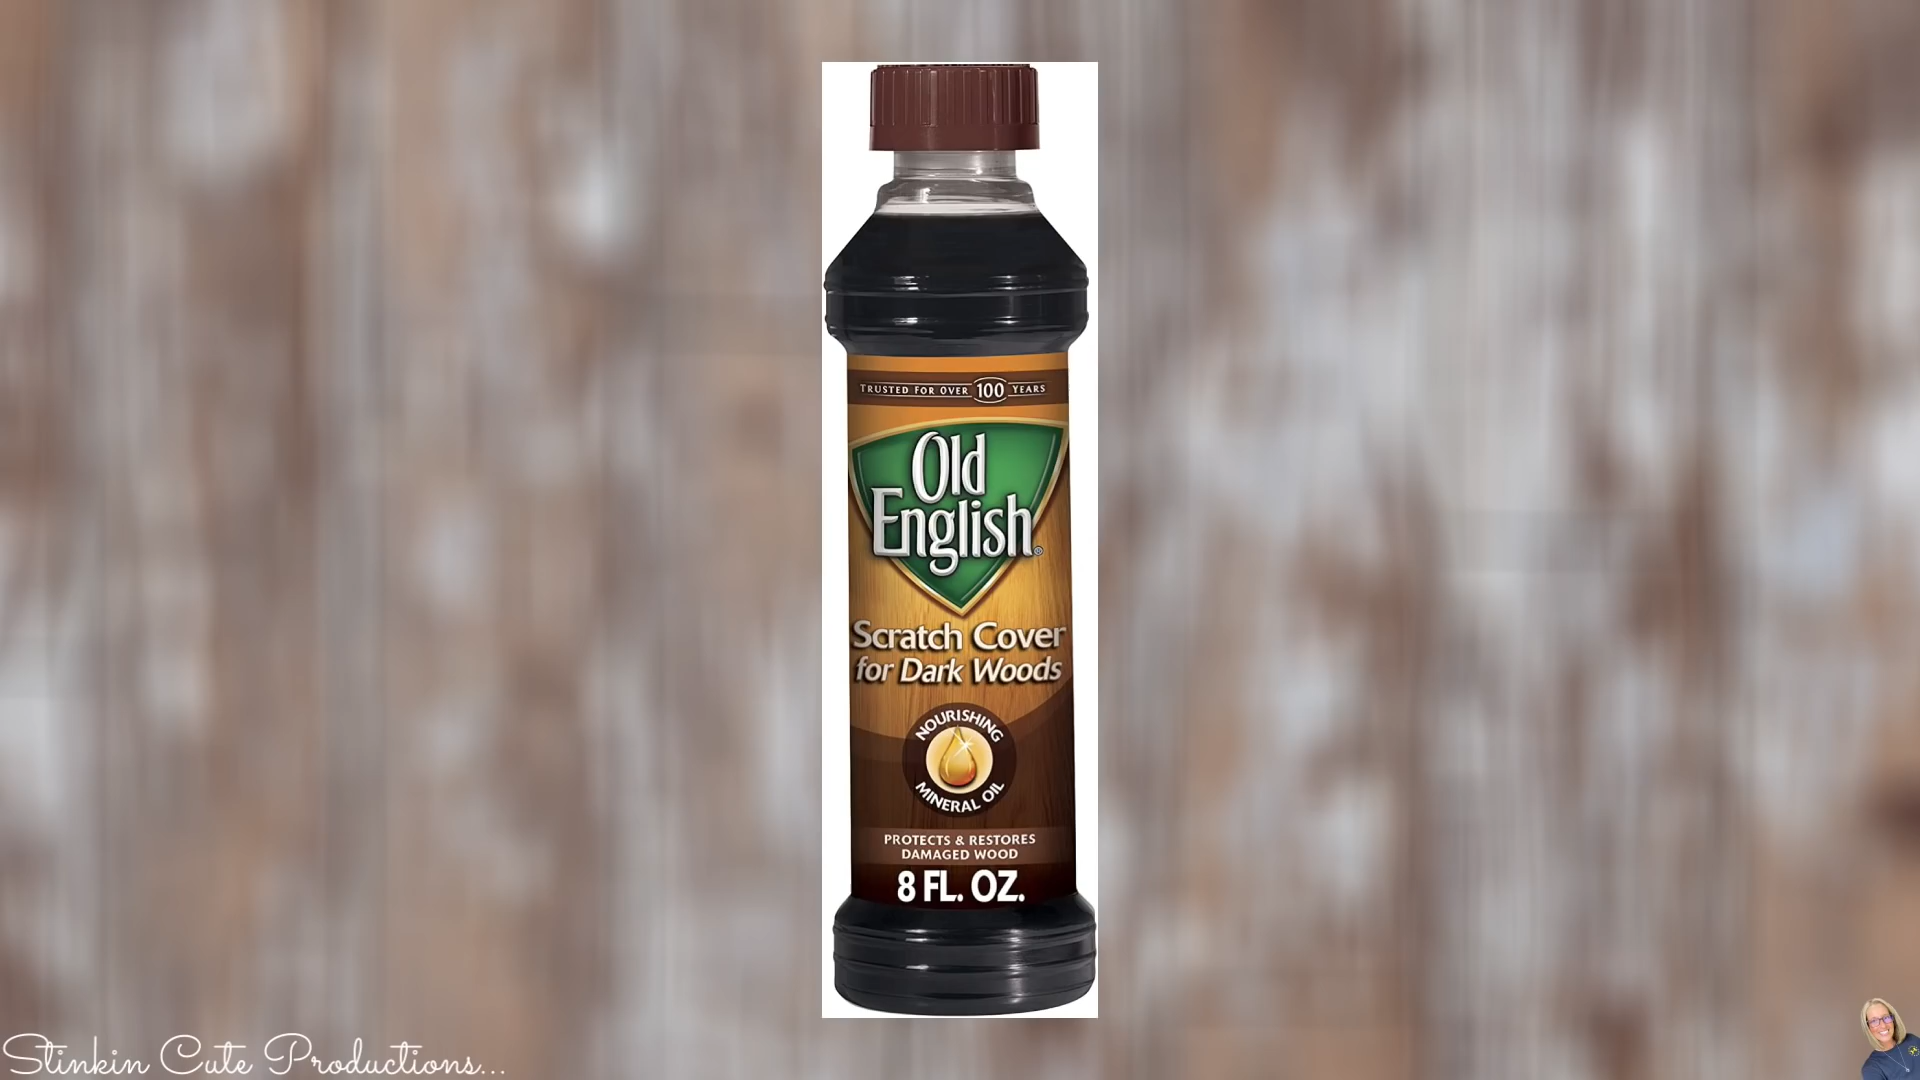 TRUSTED FOR OVER 100 YEARS
Old
English®
Scratch Cover
for Dark Woods
NOURISHING
MINERAL OIL
PROTECTS & RESTORES
DAMAGED WOOD
8 FL. OZ.
Stinkin Cute Productions...